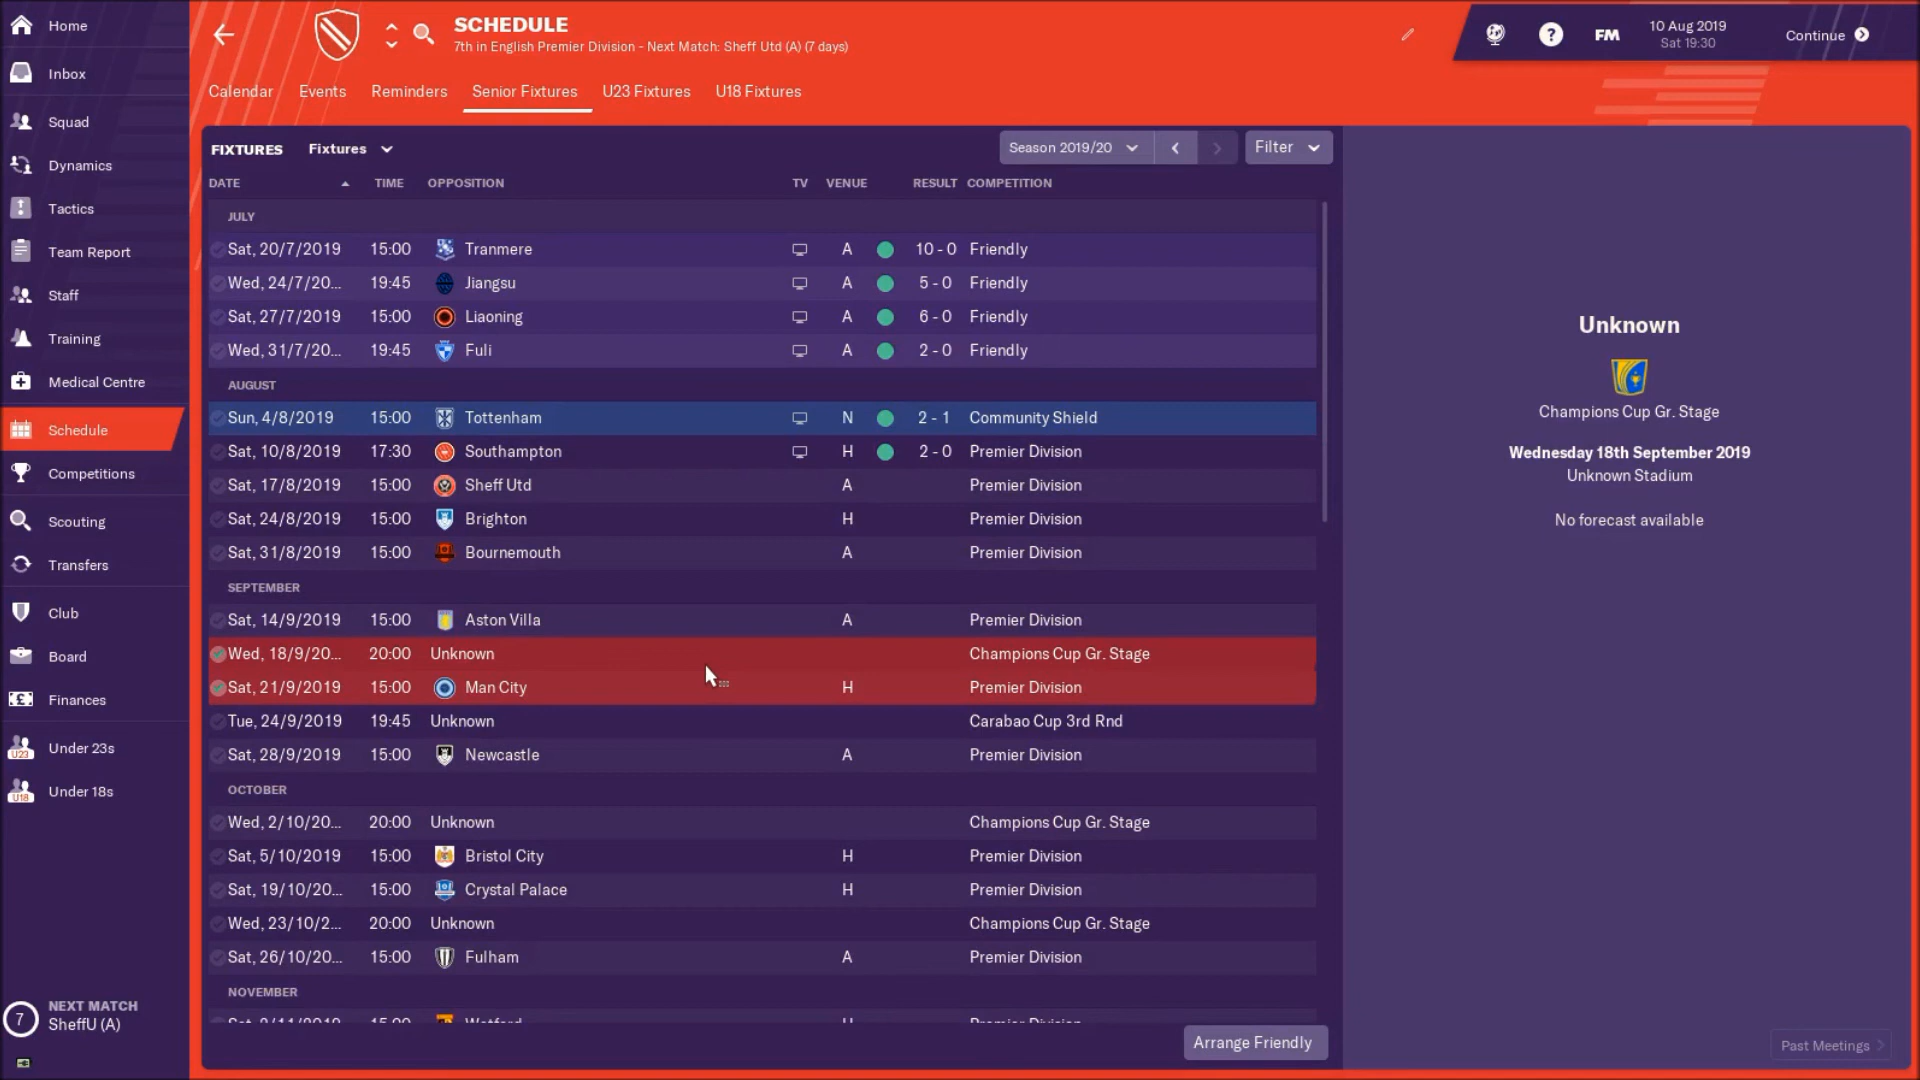 Home
Inbox
Squad
Dynamics
Tactics
Team Report
Staff
Training
Medical Centre
Schedule
Competitions
Scouting
Transfers
Club
Board
Finances
U23 Under 23s
U18 Under 18s
7 NEXT MATCH
SheffU (A)
SCHEDULE
7th in English Premier Division - Next Match: Sheff Utd (A) (7 days)
? FM 10 Aug 2019
Sat 19:30
Continue
Calendar Events Reminders Senior Fixtures U23 Fixtures U18 Fixtures
FIXTURES Fixtures Season 2019/20 Filter
DATE TIME OPPOSITION TV VENUE RESULT COMPETITION
JULY
Sat, 20/7/2019 15:00 Tranmere A 10 - 0 Friendly
Wed, 24/7/20... 19:45 Jiangsu A 5 - 0 Friendly
Sat, 27/7/2019 15:00 Liaoning A 6 - 0 Friendly
Wed, 31/7/20... 19:45 Fuli A 2 - 0 Friendly
AUGUST
Sun, 4/8/2019 15:00 Tottenham N 2 - 1 Community Shield
Sat, 10/8/2019 17:30 Southampton H 2 - 0 Premier Division
Sat, 17/8/2019 15:00 Sheff Utd A Premier Division
Sat, 24/8/2019 15:00 Brighton H Premier Division
Sat, 31/8/2019 15:00 Bournemouth A Premier Division
SEPTEMBER
Sat, 14/9/2019 15:00 Aston Villa A Premier Division
Wed, 18/9/20... 20:00 Unknown Champions Cup Gr. Stage
Sat, 21/9/2019 15:00 Man City H Premier Division
Tue, 24/9/2019 19:45 Unknown Carabao Cup 3rd Rnd
Sat, 28/9/2019 15:00 Newcastle A Premier Division
OCTOBER
Wed, 2/10/20... 20:00 Unknown Champions Cup Gr. Stage
Sat, 5/10/2019 15:00 Bristol City H Premier Division
Sat, 19/10/20... 15:00 Crystal Palace H Premier Division
Wed, 23/10/2... 20:00 Unknown Champions Cup Gr. Stage
Sat, 26/10/20... 15:00 Fulham A Premier Division
NOVEMBER
Sat, 2/11/2019 15:00 Watford H Premier Division
Arrange Friendly
Unknown
Champions Cup Gr. Stage
Wednesday 18th September 2019
Unknown Stadium
No forecast available
Past Meetings